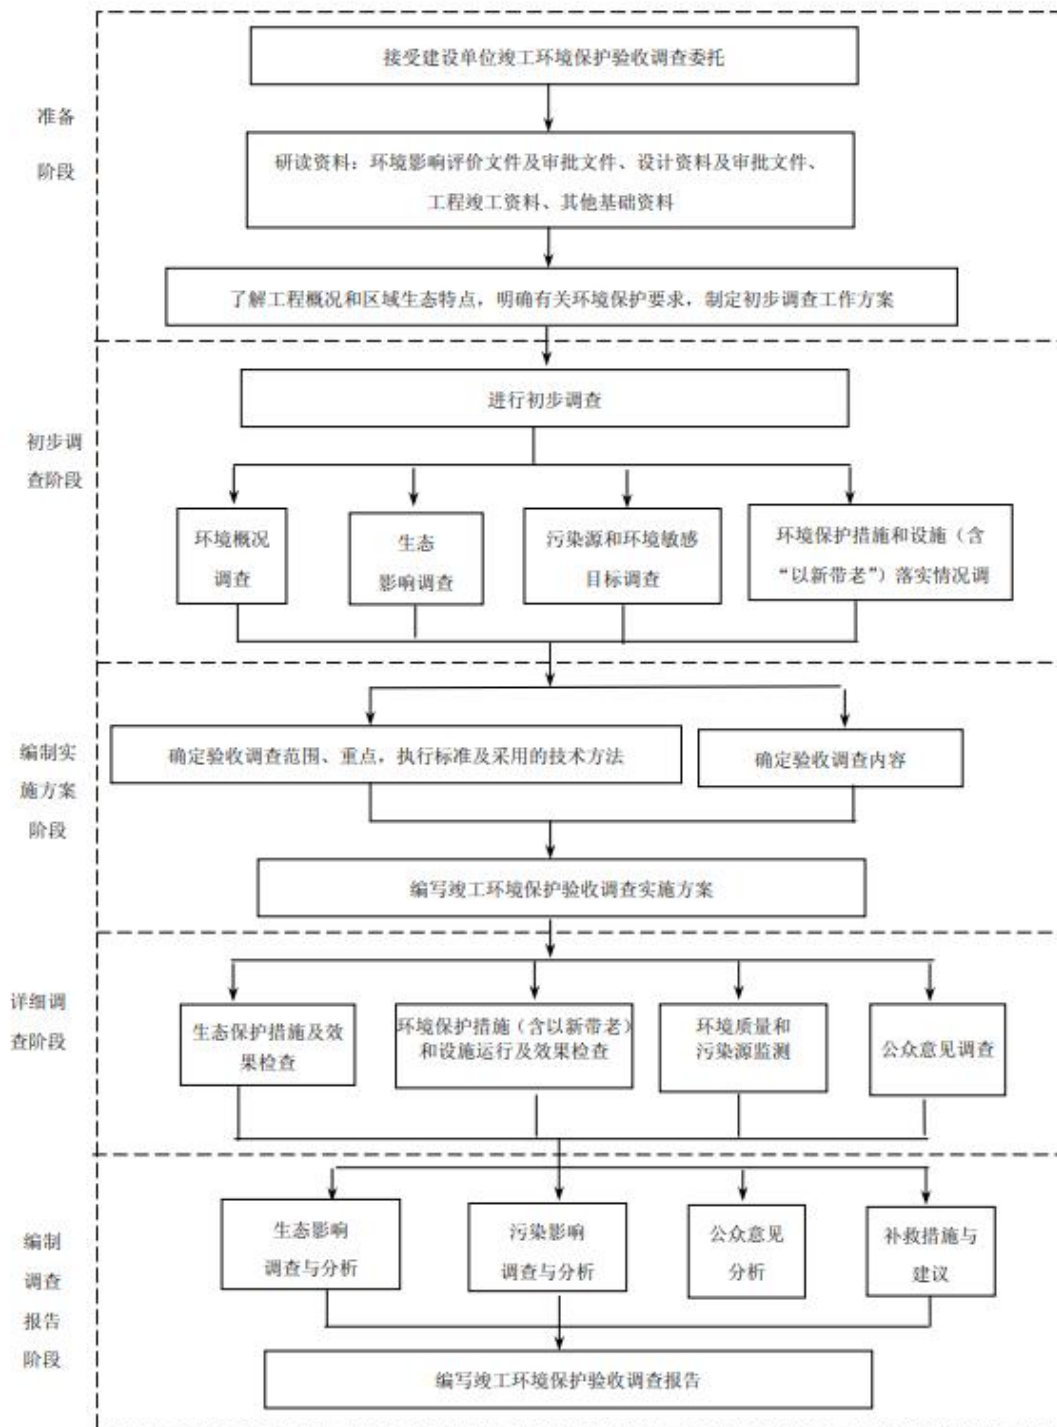 接受建设单位竣工环境保护验收调查委托
准备
阶段
研读资料：环境影响评价文件及审批文件、设计资料及审批文件、
工程竣工资料、其他基础资料
了解工程概况和区域生态特点，明确有关环境保护要求，制定初步调查工作方案
进行初步调查
初步调
查阶段
环境概况
调查
生态
影响调查
污染源和环境敏感
目标调查
环境保护措施和设施（含
“以新带老”）落实情况调
编制实
施方案
阶段
确定验收调查范围、重点，执行标准及采用的技术方法
确定验收调查内容
编写竣工环境保护验收调查实施方案
详细调
查阶段
生态保护措施及效
果检查
环境保护措施（含以新带老）
和设施运行及效果检查
环境质量和
污染源监测
公众意见调查
编制
调查
报告
阶段
生态影响
调查与分析
污染影响
调查与分析
公众意见
分析
补救措施与
建议
编写竣工环境保护验收调查报告